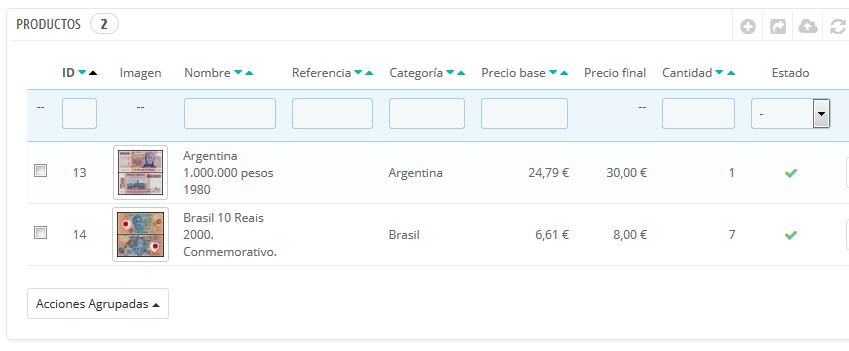 PRODUCTOS 2
ID Imagen Nombre Referencia Categoría Precio base Precio final Cantidad Estado
-- -- -- -
13 Argentina 1.000.000 pesos 1980 Argentina 24,79 € 30,00 € 1
14 Brasil 10 Reais 2000. Conmemorativo. Brasil 6,61 € 8,00 € 7
Acciones Agrupadas